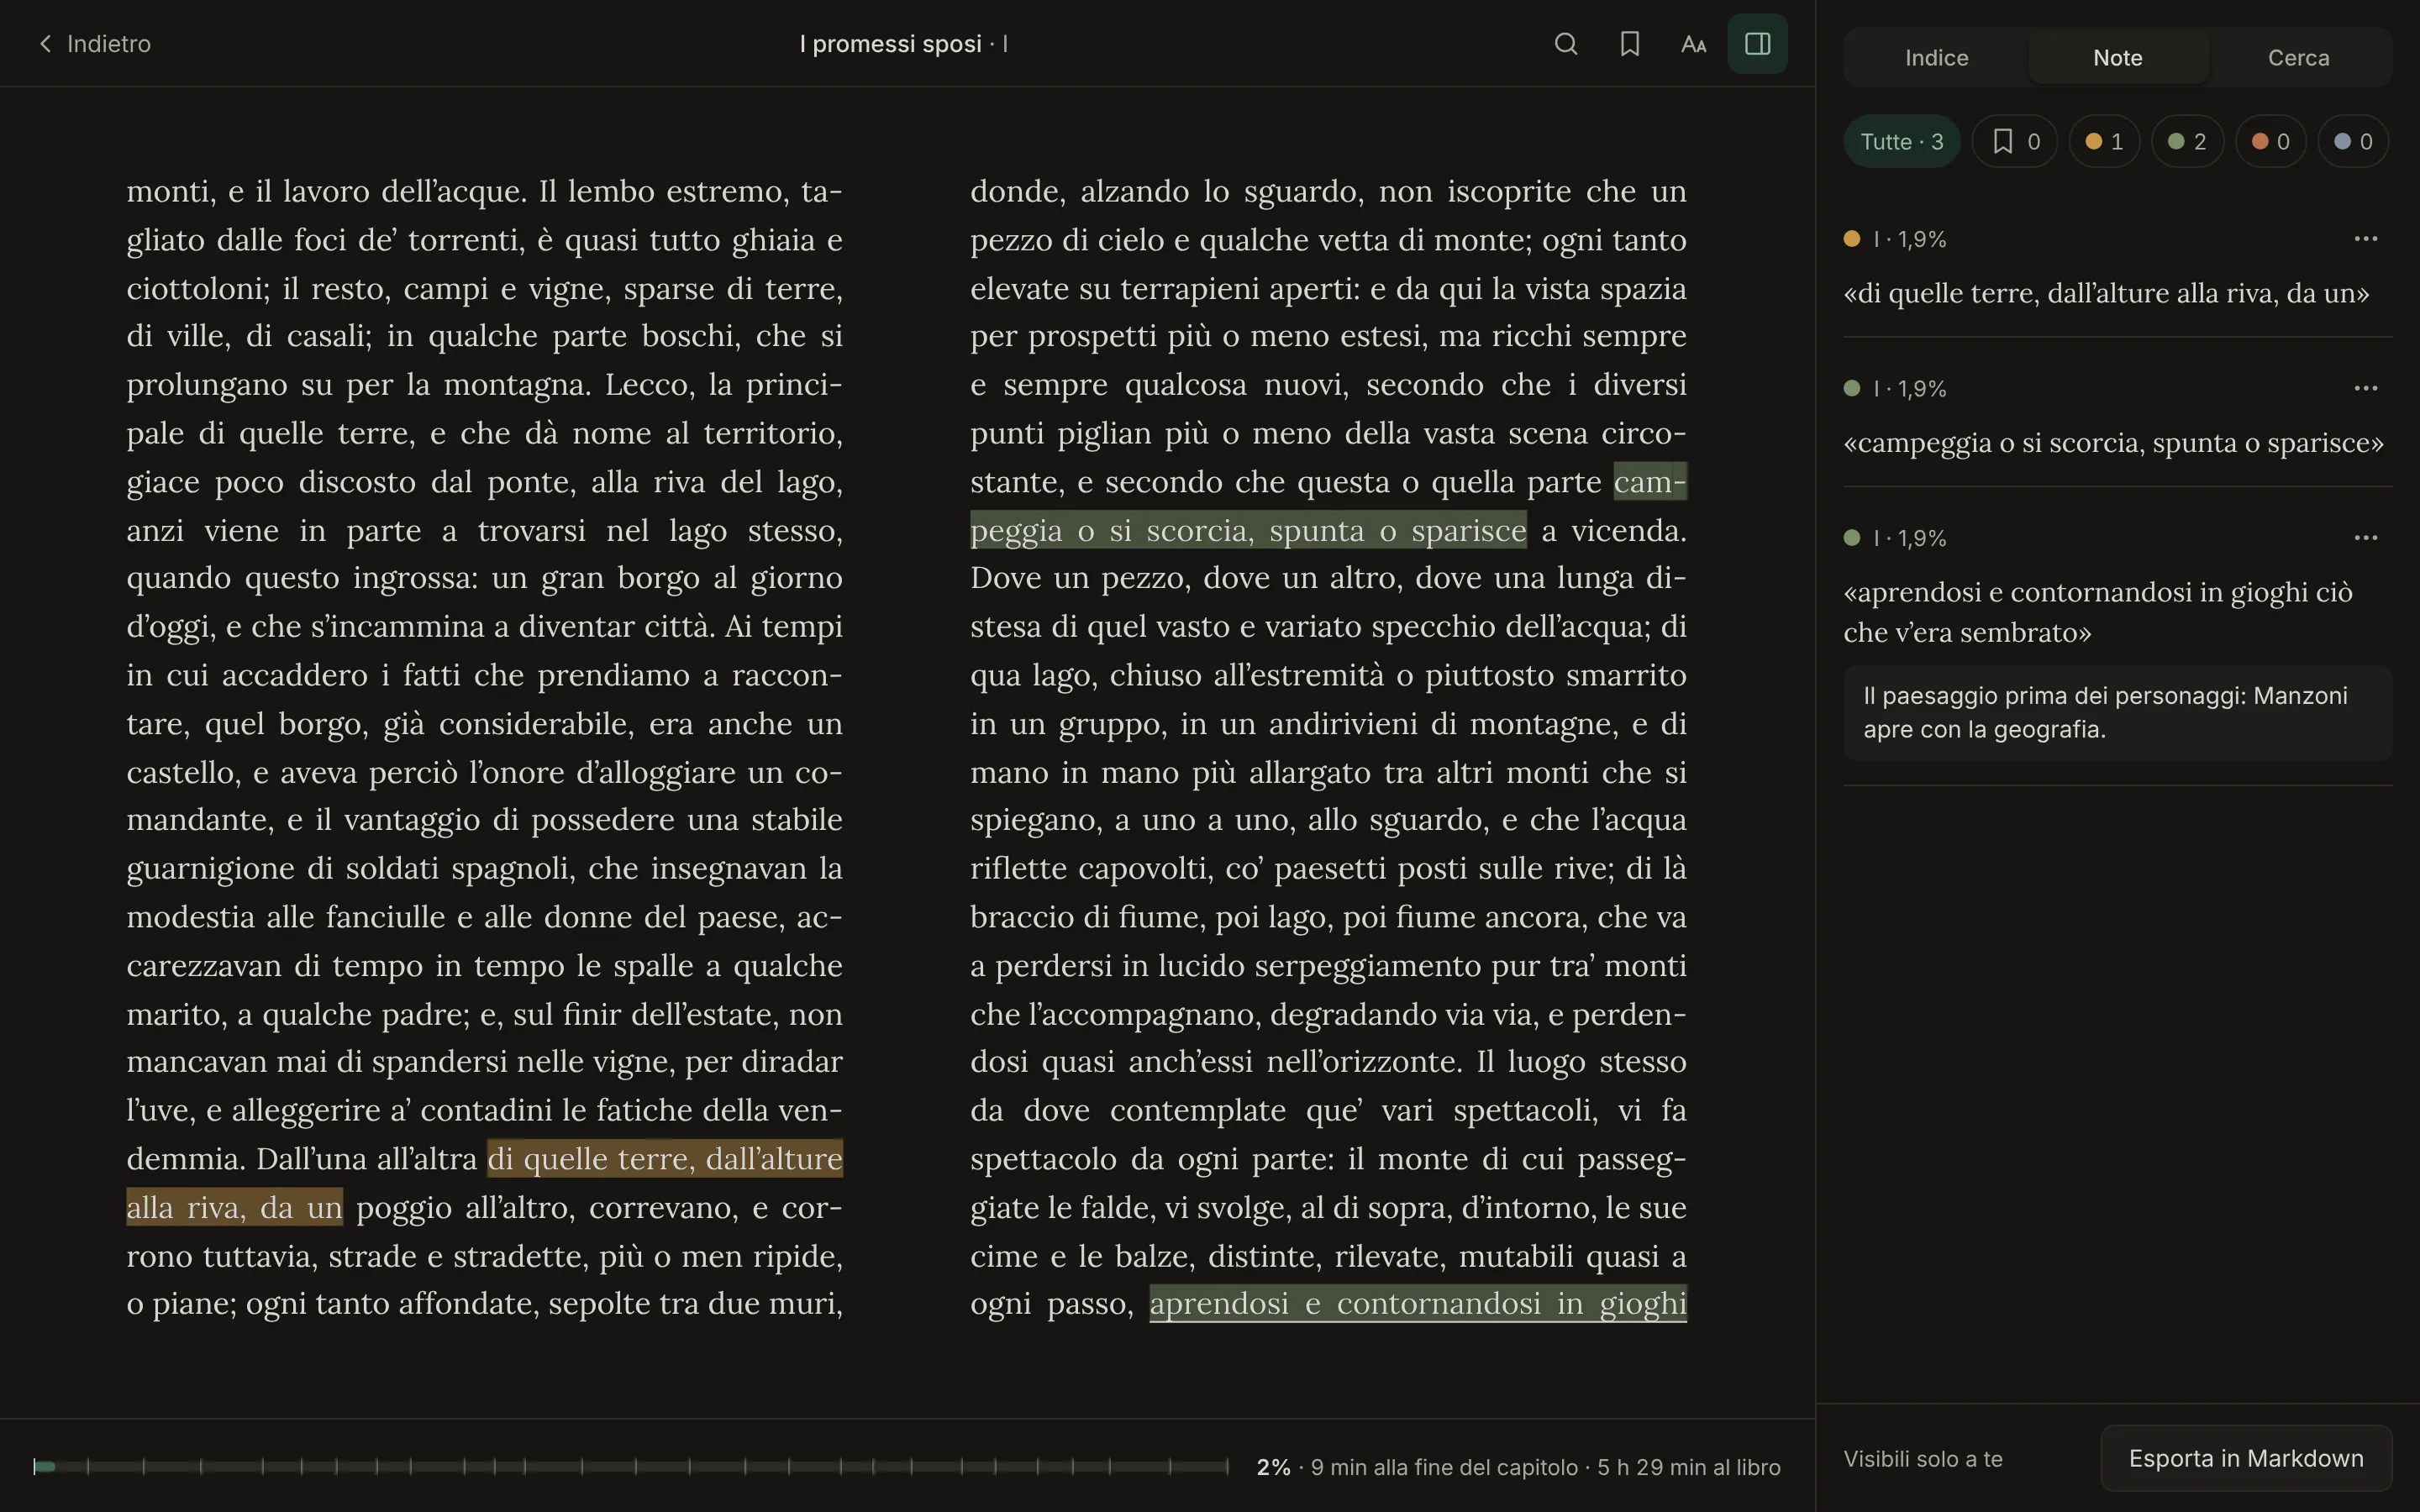 Indietro
I promessi sposi · I
monti, e il lavoro dell’acque. Il lembo estremo, ta-
gliato dalle foci de’ torrenti, è quasi tutto ghiaia e
ciottoloni; il resto, campi e vigne, sparse di terre,
di ville, di casali; in qualche parte boschi, che si
prolungano su per la montagna. Lecco, la princi-
pale di quelle terre, e che dà nome al territorio,
giace poco discosto dal ponte, alla riva del lago,
anzi viene in parte a trovarsi nel lago stesso,
quando questo ingrossa: un gran borgo al giorno
d’oggi, e che s’incammina a diventar città. Ai tempi
in cui accaddero i fatti che prendiamo a raccon-
tare, quel borgo, già considerabile, era anche un
castello, e aveva perciò l’onore d’alloggiare un co-
mandante, e il vantaggio di possedere una stabile
guarnigione di soldati spagnoli, che insegnavan la
modestia alle fanciulle e alle donne del paese, ac-
carezzavan di tempo in tempo le spalle a qualche
marito, a qualche padre; e, sul finir dell’estate, non
mancavan mai di spandersi nelle vigne, per diradar
l’uve, e alleggerire a’ contadini le fatiche della ven-
demmia. Dall’una all’altra di quelle terre, dall’alture
alla riva, da un poggio all’altro, correvano, e cor-
rono tuttavia, strade e stradette, più o men ripide,
o piane; ogni tanto affondate, sepolte tra due muri,
donde, alzando lo sguardo, non iscoprite che un
pezzo di cielo e qualche vetta di monte; ogni tanto
elevate su terrapieni aperti: e da qui la vista spazia
per prospetti più o meno estesi, ma ricchi sempre
e sempre qualcosa nuovi, secondo che i diversi
punti piglian più o meno della vasta scena circo-
stante, e secondo che questa o quella parte cam-
peggia o si scorcia, spunta o sparisce a vicenda.
Dove un pezzo, dove un altro, dove una lunga di-
stesa di quel vasto e variato specchio dell’acqua; di
qua lago, chiuso all’estremità o piuttosto smarrito
in un gruppo, in un andirivieni di montagne, e di
mano in mano più allargato tra altri monti che si
spiegano, a uno a uno, allo sguardo, e che l’acqua
riflette capovolti, co’ paesetti posti sulle rive; di là
braccio di fiume, poi lago, poi fiume ancora, che va
a perdersi in lucido serpeggiamento pur tra’ monti
che l’accompagnano, degradando via via, e perden-
dosi quasi anch’essi nell’orizzonte. Il luogo stesso
da dove contemplate que’ vari spettacoli, vi fa
spettacolo da ogni parte: il monte di cui passeg-
giate le falde, vi svolge, al di sopra, d’intorno, le sue
cime e le balze, distinte, rilevate, mutabili quasi a
ogni passo, aprendosi e contornandosi in gioghi
2% · 9 min alla fine del capitolo · 5 h 29 min al libro
Indice
Note
Cerca
Tutte · 3
0
1
2
0
0
I · 1,9%
«di quelle terre, dall’alture alla riva, da un»
I · 1,9%
«campeggia o si scorcia, spunta o sparisce»
I · 1,9%
«aprendosi e contornandosi in gioghi ciò
che v’era sembrato»
Il paesaggio prima dei personaggi: Manzoni
apre con la geografia.
Visibili solo a te
Esporta in Markdown